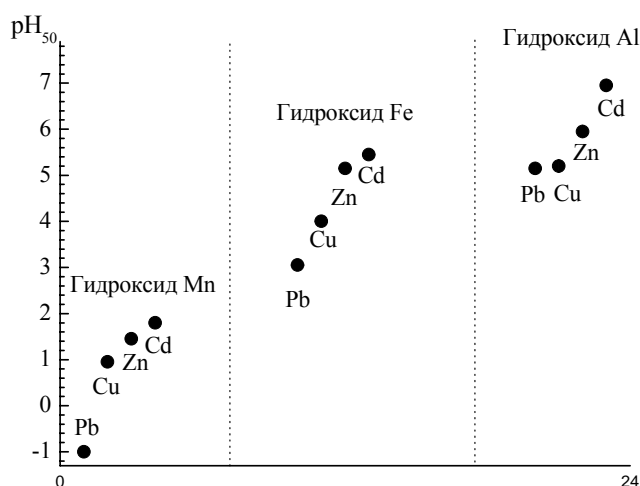 pH50
Гидроксид Al
7
Cd
Гидроксид Fe
6
Zn
5
Cd
Zn
Pb
Cu
4
Cu
3
Pb
Гидроксид Mn
2
Cd
Zn
1
Cu
0
Pb
-1
0
24